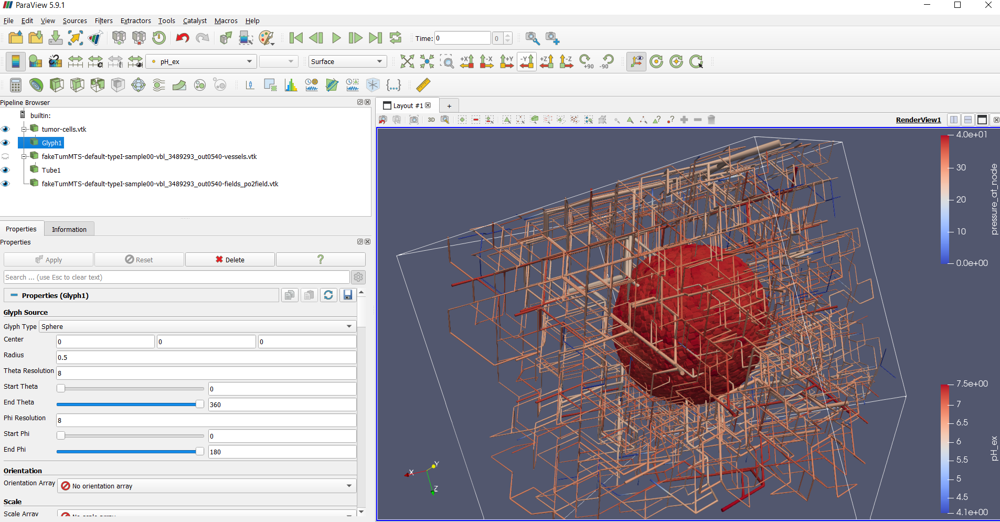 ParaView 5.9.1
File Edit View Sources Filters Extractors Tools Catalyst Macros Help
Time: 0 0
pH_ex Surface +X -X +Y -Y +Z -Z +90 -90
Pipeline Browser
builtin:
tumor-cells.vtk
Glyph1
fakeTumMTS-default-typeI-sample00-vbl_3489293_out0540-vessels.vtk
Tube1
fakeTumMTS-default-typeI-sample00-vbl_3489293_out0540-fields_po2field.vtk
Properties Information
Properties
Apply Reset Delete ?
Search ... (use Esc to clear text)
Properties (Glyph1)
Glyph Source
Glyph Type Sphere
Center 0 0 0
Radius 0.5
Theta Resolution 8
Start Theta 0
End Theta 360
Phi Resolution 8
Start Phi 0
End Phi 180
Orientation
Orientation Array No orientation array
Scale
Scale Array No scale array
Layout #1 +
3D RenderView1
4.0e+01
30
20
10
0.0e+00
pressure_at_node
7.5e+00
7
6.5
6
5.5
5
4.5
4.1e+00
pH_ex
X
Y
Z